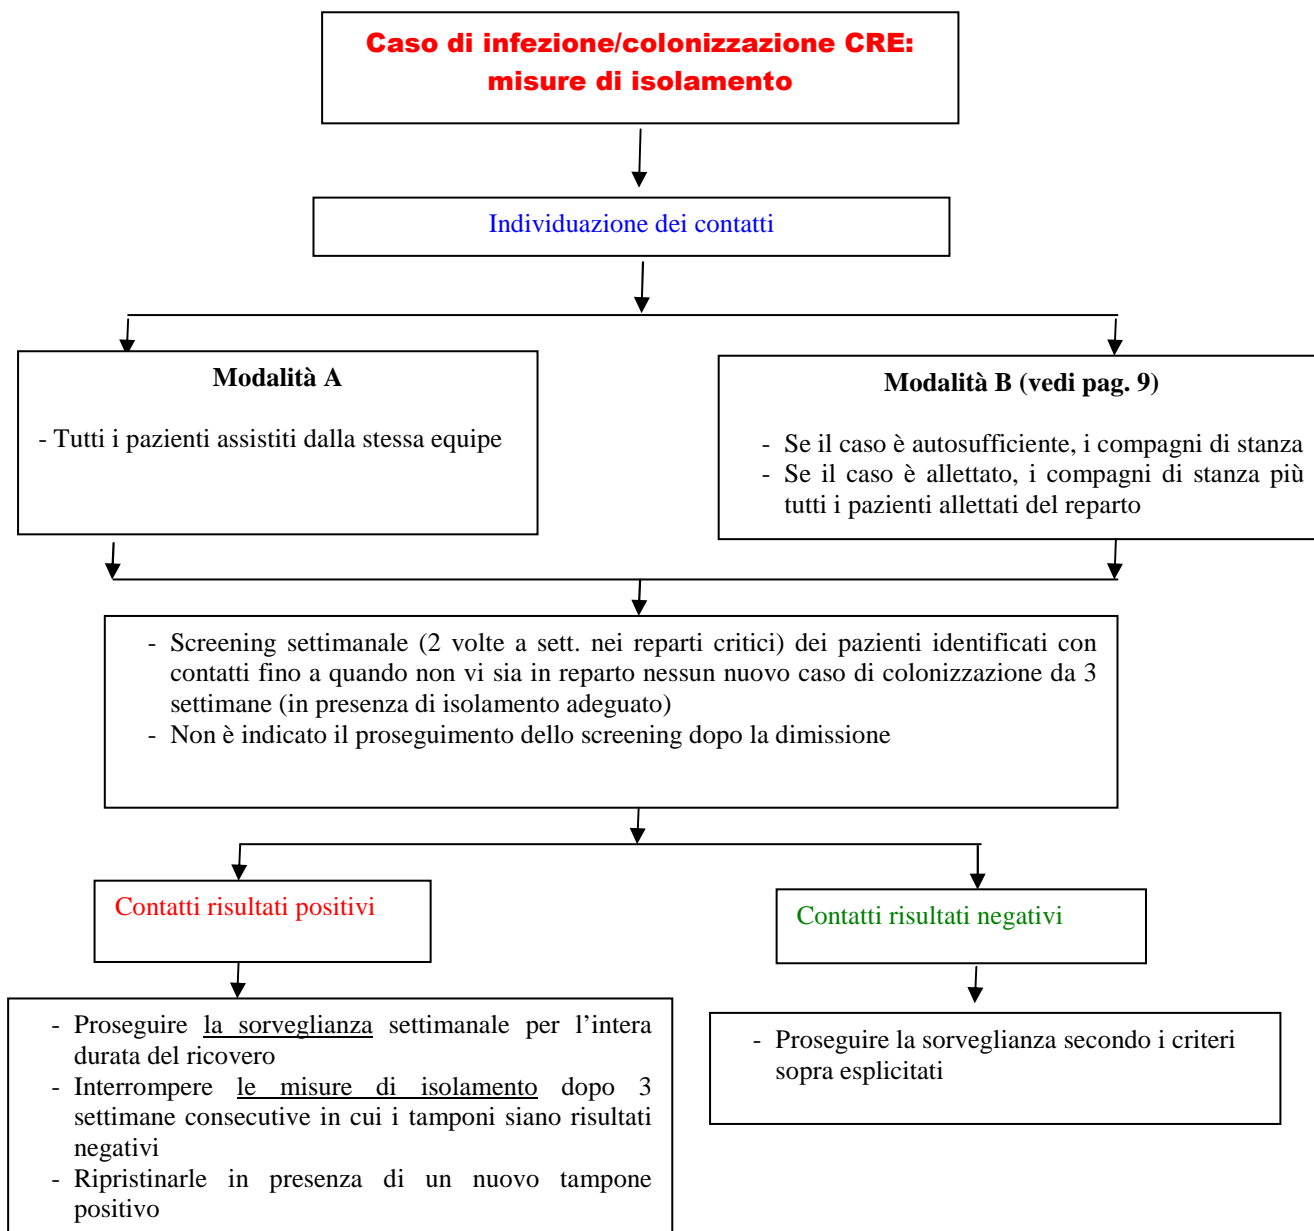 Caso di infezione/colonizzazione CRE:
misure di isolamento
Individuazione dei contatti
Modalità A
- Tutti i pazienti assistiti dalla stessa equipe
Modalità B (vedi pag. 9)
- Se il caso è autosufficiente, i compagni di stanza
- Se il caso è allettato, i compagni di stanza più
tutti i pazienti allettati del reparto
- Screening settimanale (2 volte a sett. nei reparti critici) dei pazienti identificati con
contatti fino a quando non vi sia in reparto nessun nuovo caso di colonizzazione da 3
settimane (in presenza di isolamento adeguato)
- Non è indicato il proseguimento dello screening dopo la dimissione
Contatti risultati positivi
Contatti risultati negativi
- Proseguire la sorveglianza settimanale per l’intera
durata del ricovero
- Interrompere le misure di isolamento dopo 3
settimane consecutive in cui i tamponi siano risultati
negativi
- Ripristinarle in presenza di un nuovo tampone
positivo
- Proseguire la sorveglianza secondo i criteri
sopra esplicitati